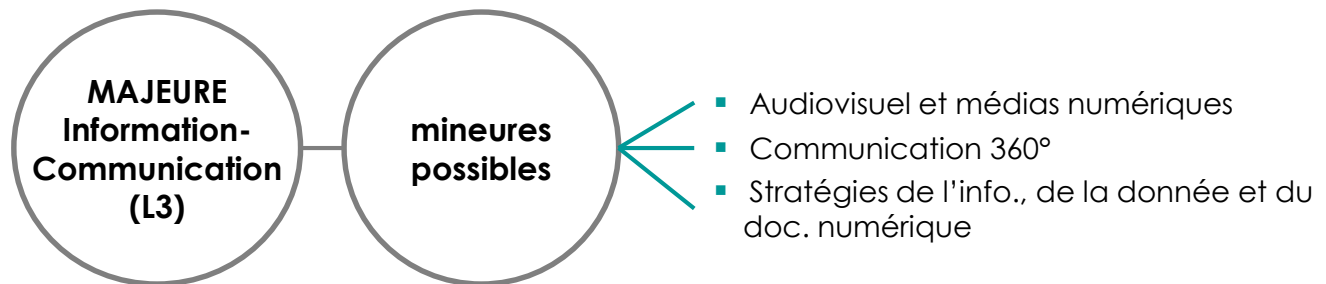 MAJEURE
Information-
Communication
(L3)
mineures
possibles
▪ Audiovisuel et médias numériques
▪ Communication 360°
▪ Stratégies de l’info., de la donnée et du
doc. numérique